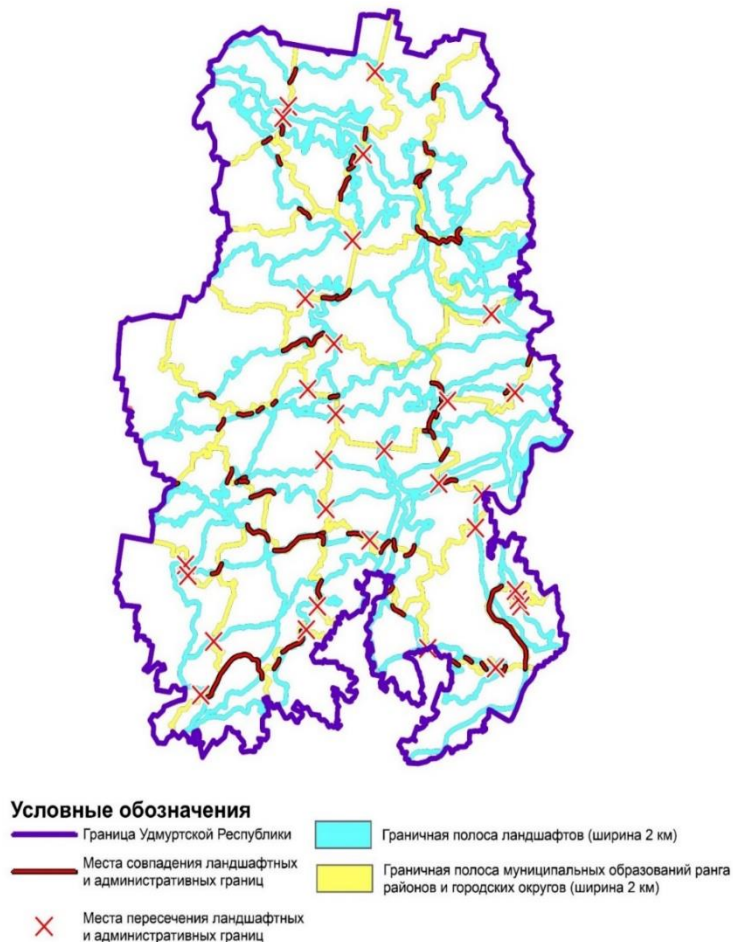 Условные обозначения
Граница Удмуртской Республики
Граничная полоса ландшафтов (ширина 2 км)
Места совпадения ландшафтных
и административных границ
Граничная полоса муниципальных образований ранга
районов и городских округов (ширина 2 км)
Места пересечения ландшафтных
и административных границ